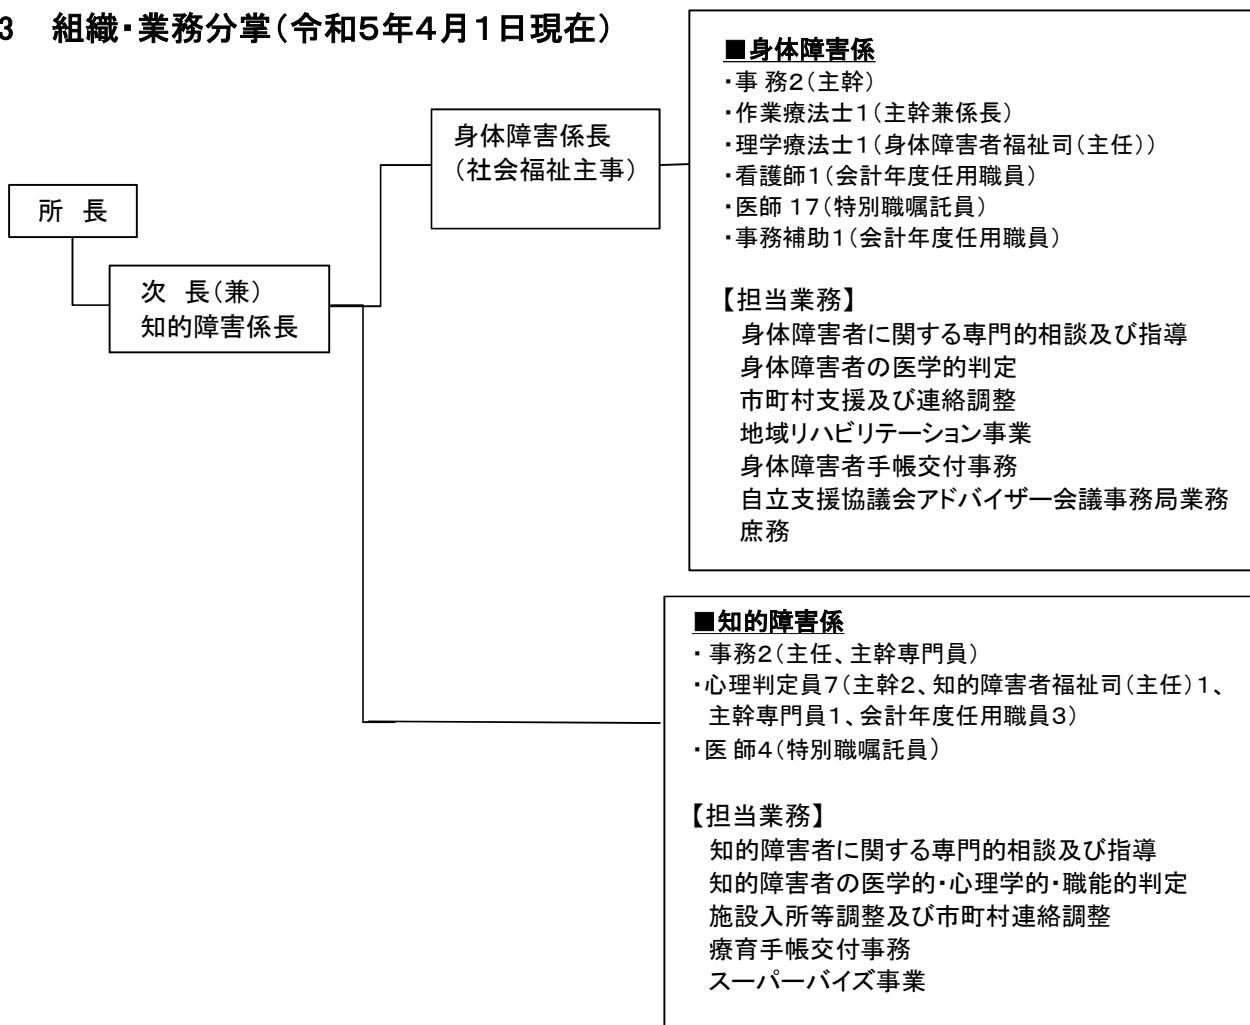 3 組織・業務分掌(令和5年4月1日現在)
所 長
次 長(兼)
知的障害係長
身体障害係長
(社会福祉主事)
■身体障害係
・事 務2(主幹)
・作業療法士1(主幹兼係長)
・理学療法士1(身体障害者福祉司(主任))
・看護師1(会計年度任用職員)
・医師 17(特別職嘱託員)
・事務補助1(会計年度任用職員)
【担当業務】
身体障害者に関する専門的相談及び指導
身体障害者の医学的判定
市町村支援及び連絡調整
地域リハビリテーション事業
身体障害者手帳交付事務
自立支援協議会アドバイザー会議事務局業務
庶務
■知的障害係
・ 事務2(主任、主幹専門員)
・心理判定員7(主幹2、知的障害者福祉司(主任)1、
主幹専門員1、会計年度任用職員3)
・医 師4(特別職嘱託員)
【担当業務】
知的障害者に関する専門的相談及び指導
知的障害者の医学的・心理学的・職能的判定
施設入所等調整及び市町村連絡調整
療育手帳交付事務
スーパーバイズ事業